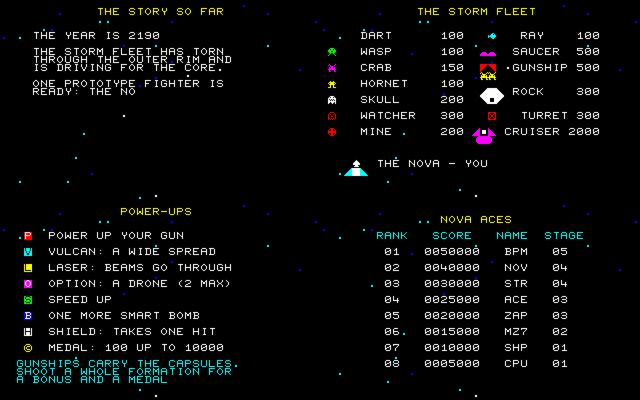 THE STORY SO FAR
THE YEAR IS 2190
THE STORM FLEET HAS TORN
THROUGH THE OUTER RIM AND
IS DRIVING FOR THE CORE.
ONE PROTOTYPE FIGHTER IS
READY: THE NO
THE STORM FLEET
DART 100 RAY 100
WASP 100 SAUCER 500
CRAB 150 GUNSHIP 500
HORNET 100
SKULL 200 ROCK 300
WATCHER 300 TURRET 300
MINE 200 CRUISER 2000
THE NOVA - YOU
POWER-UPS
P POWER UP YOUR GUN
V VULCAN: A WIDE SPREAD
L LASER: BEAMS GO THROUGH
O OPTION: A DRONE (2 MAX)
S SPEED UP
B ONE MORE SMART BOMB
H SHIELD: TAKES ONE HIT
© MEDAL: 100 UP TO 10000
GUNSHIPS CARRY THE CAPSULES.
SHOOT A WHOLE FORMATION FOR
A BONUS AND A MEDAL
NOVA ACES
RANK SCORE NAME STAGE
01 0050000 BPM 05
02 0040000 NOV 04
03 0030000 STR 04
04 0025000 ACE 03
05 0020000 ZAP 03
06 0015000 MZ7 02
07 0010000 SHP 01
08 0005000 CPU 01